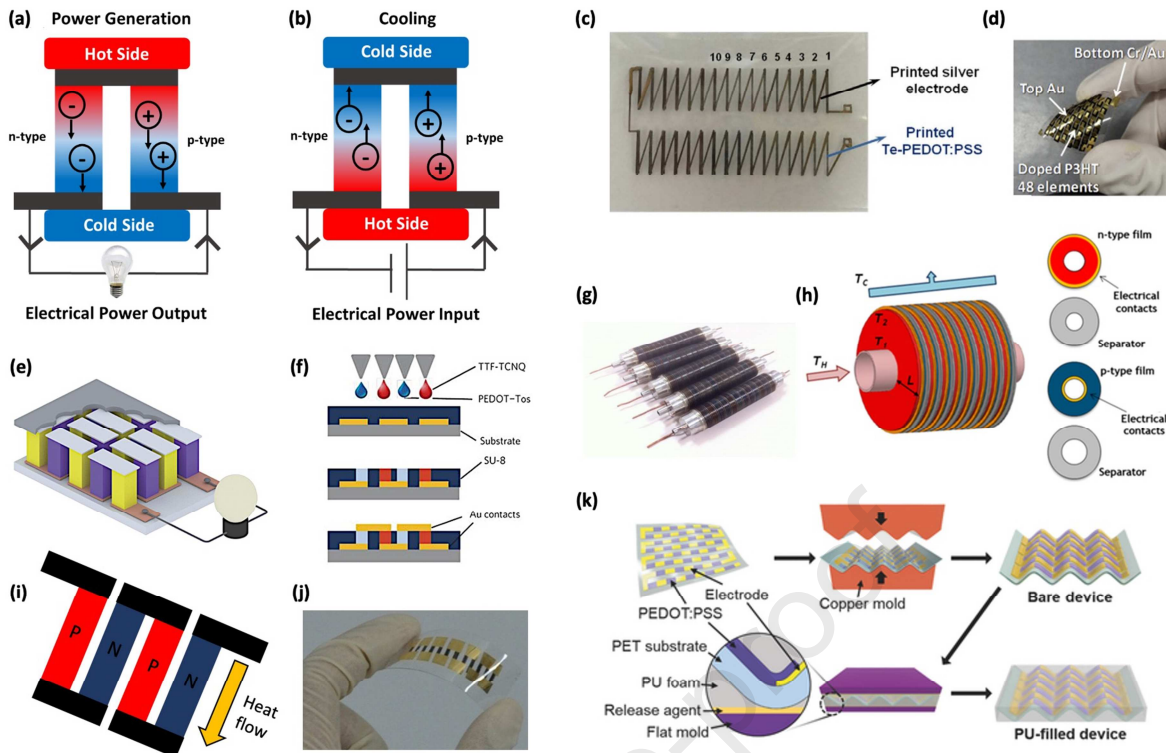 (a)
Power Generation
Hot Side
n-type
p-type
Cold Side
Electrical Power Output
(b)
Cooling
Cold Side
n-type
p-type
Hot Side
Electrical Power Input
(c)
10 9 8 7 6 5 4 3 2 1
Printed silver
electrode
Printed
Te-PEDOT:PSS
(d)
Bottom Cr/Au
Top Au
Doped P3HT
48 elements
(e)
(f)
TTF-TCNQ
PEDOT-Tos
Substrate
SU-8
Au contacts
(g)
(h)
TC
T2
T1
TH
L
n-type film
Electrical
contacts
Separator
p-type film
Electrical
contacts
Separator
(i)
P
N
P
N
Heat
flow
(j)
(k)
Electrode
PEDOT:PSS
PET substrate
PU foam
Release agent
Flat mold
Copper mold
Bare device
PU-filled device